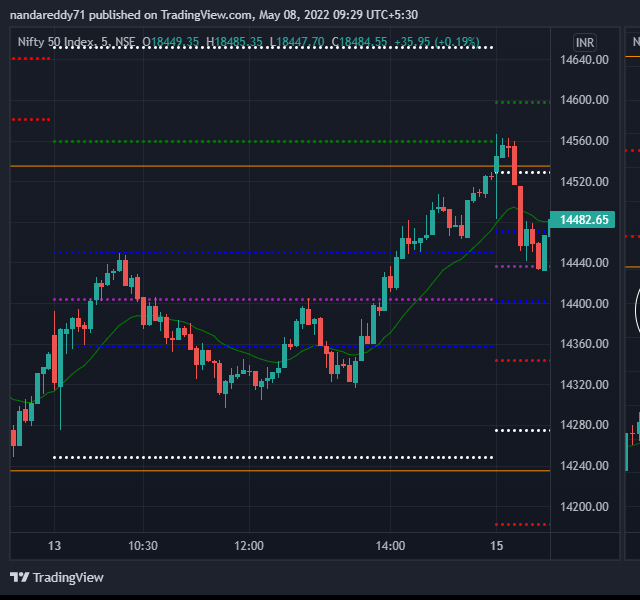 nandareddy71 published on TradingView.com, May 08, 2022 09:29 UTC+5:30
Nifty 50 Index, 5, NSE O18449.35 H18485.35 L18447.70 C18484.55 +35.95 (+0.19%)
INR
N
14640.00
14600.00
14560.00
14520.00
14482.65
14440.00
14400.00
14360.00
14320.00
14280.00
14240.00
14200.00
13 10:30 12:00 14:00 15
TradingView